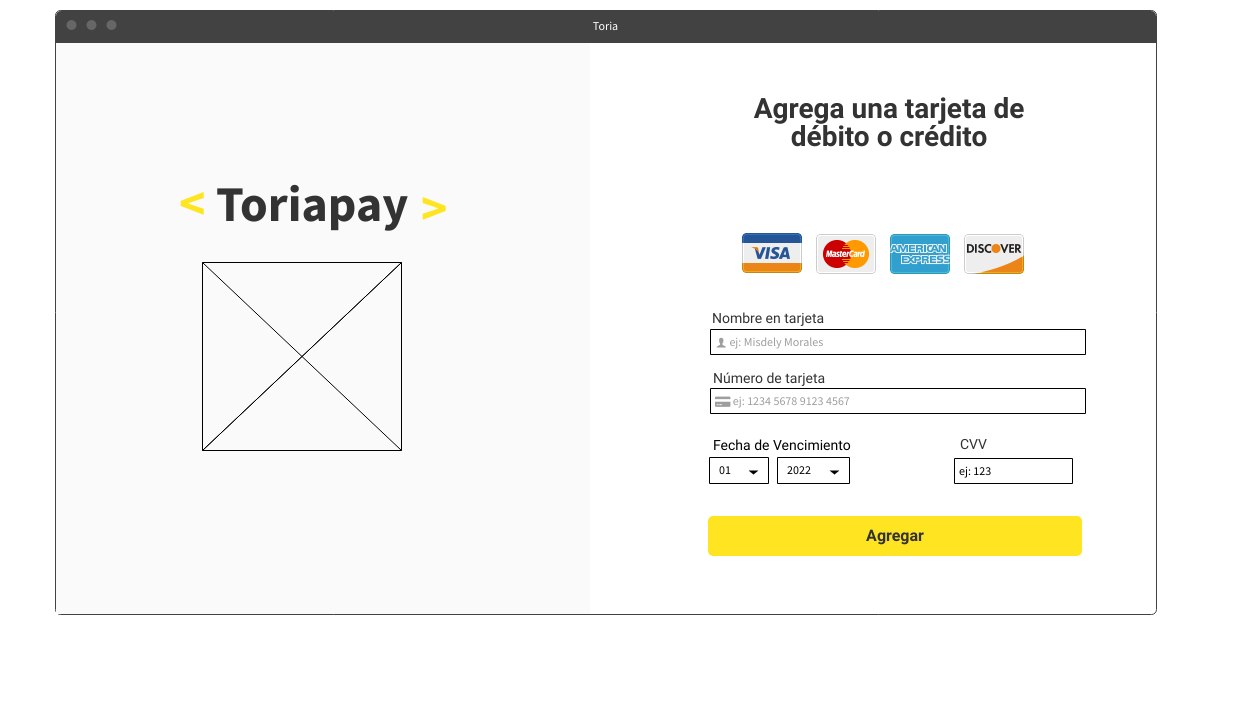 Toria
< Toriapay >
Agrega una tarjeta de
débito o crédito
VISA
MasterCard
AMERICAN
EXPRESS
DISCOVER
Nombre en tarjeta
ej: Misdely Morales
Número de tarjeta
ej: 1234 5678 9123 4567
Fecha de Vencimiento
CVV
01
2022
ej: 123
Agregar